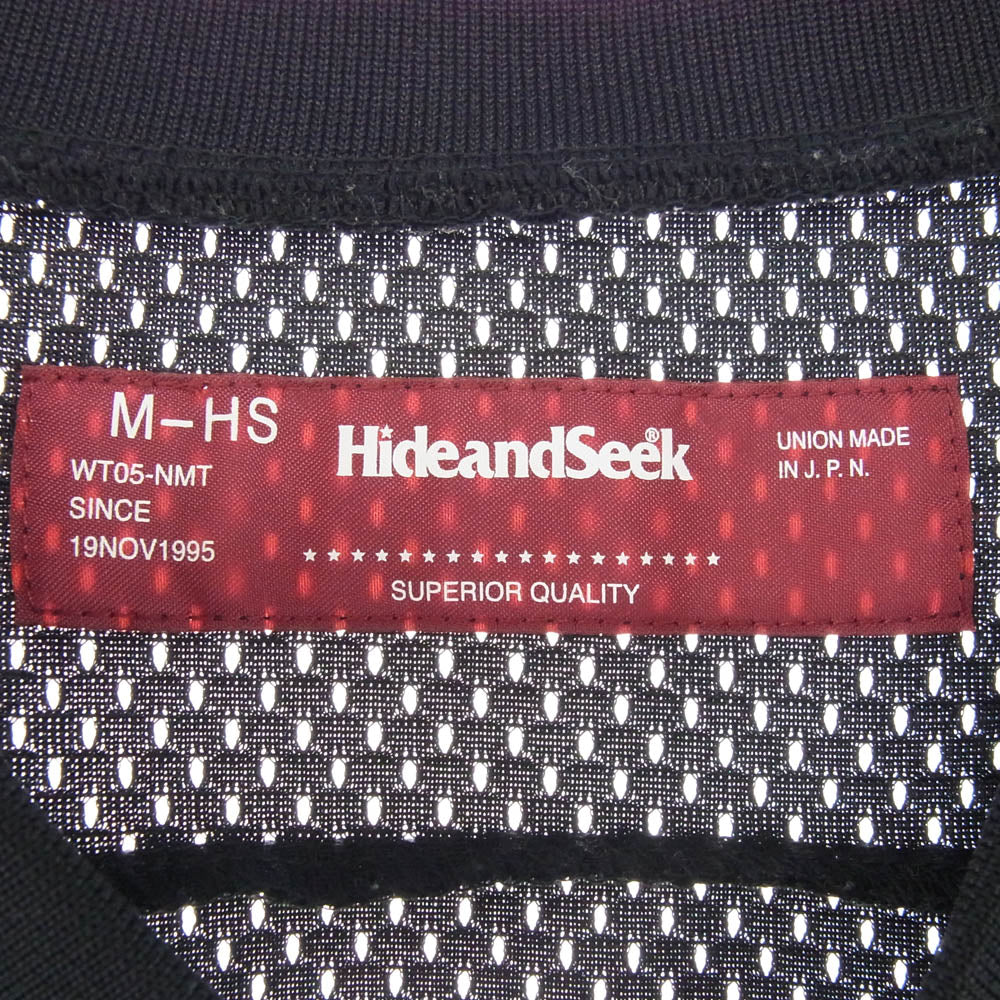 M-HS
WT05-NMT
SINCE
19NOV1995
HideandSeek®
★★★★★★★★★★★★★★★★★★
SUPERIOR QUALITY
UNION MADE
IN J. P. N.